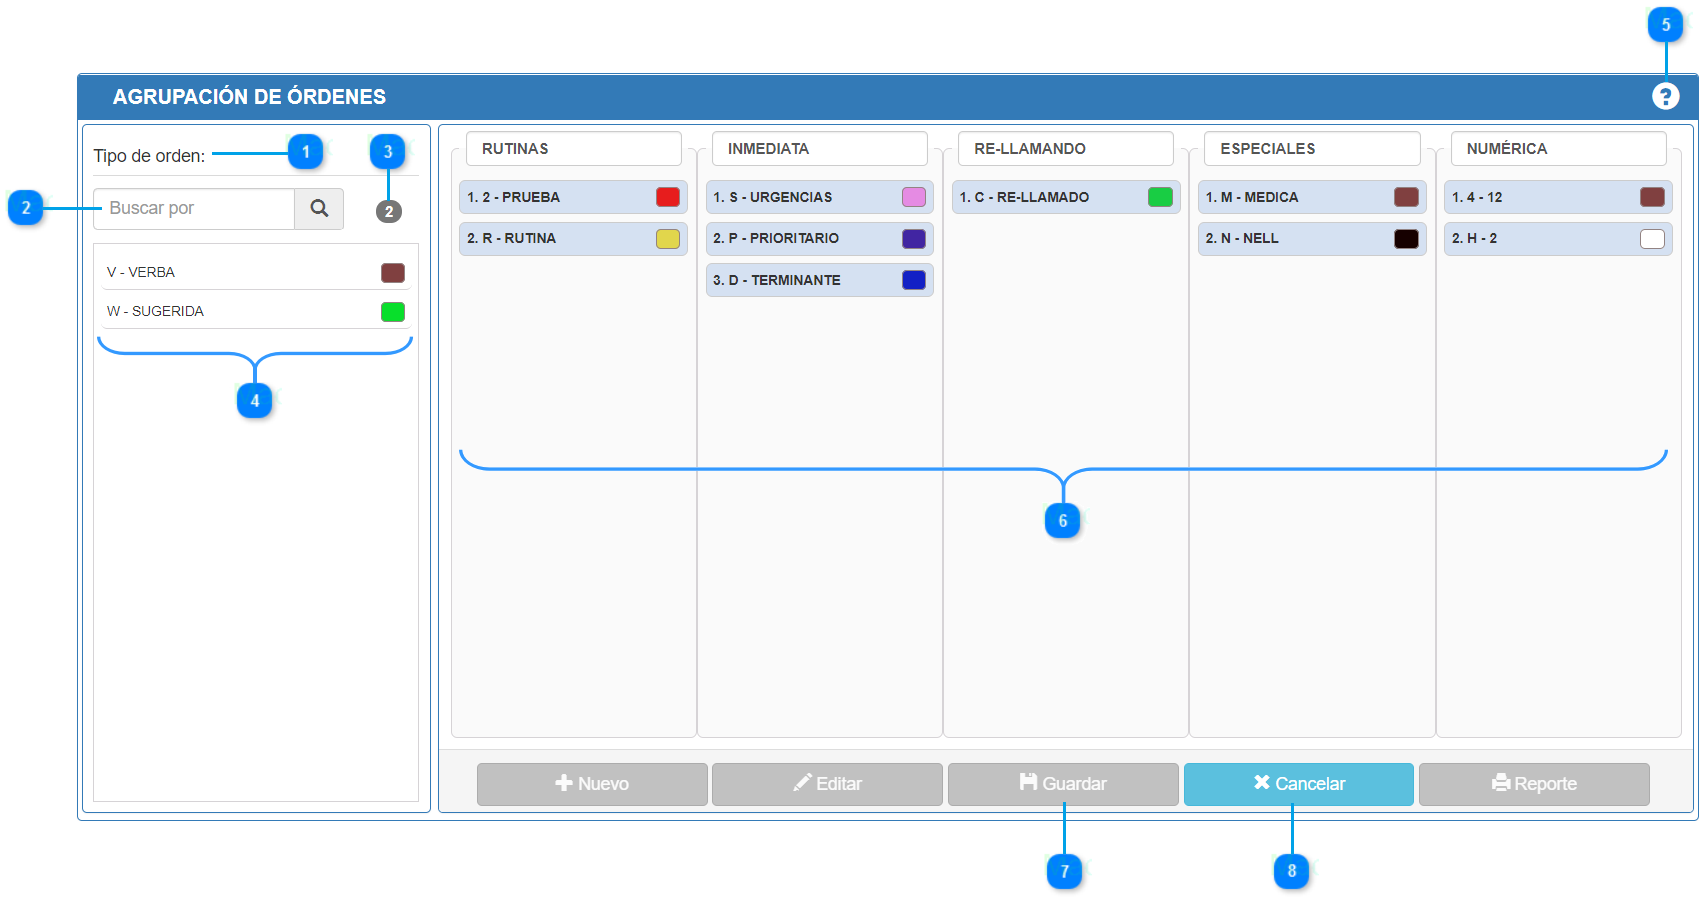 5
AGRUPACIÓN DE ÓRDENES
?
Tipo de orden:
1
3
2
Buscar por
2
V - VERBA
W - SUGERIDA
4
RUTINAS
1. 2 - PRUEBA
2. R - RUTINA
INMEDIATA
1. S - URGENCIAS
2. P - PRIORITARIO
3. D - TERMINANTE
RE-LLAMANDO
1. C - RE-LLAMADO
ESPECIALES
1. M - MEDICA
2. N - NELL
NUMÉRICA
1. 4 - 12
2. H - 2
6
Nuevo
Editar
Guardar
Cancelar
Reporte
7
8